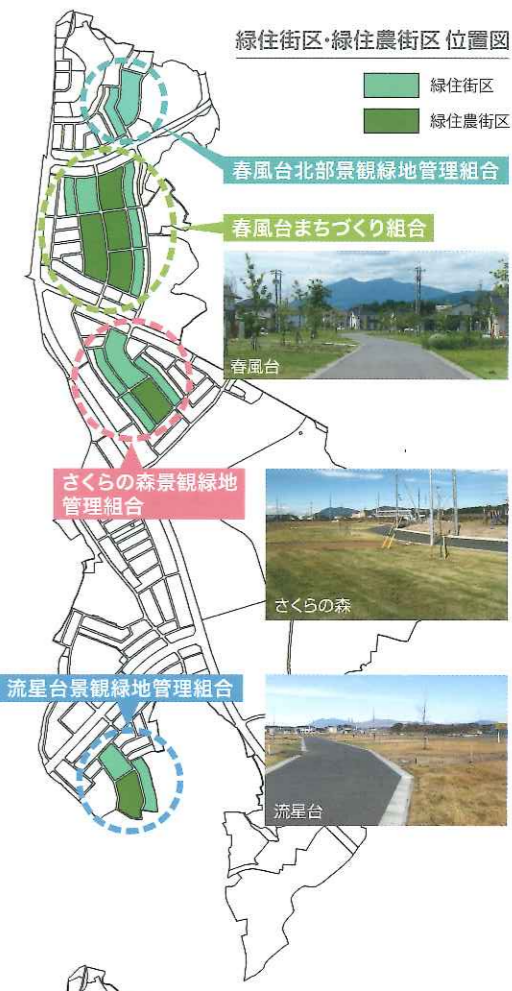 緑住街区・緑住農街区 位置図
緑住街区
緑住農街区
春風台北部景観緑地管理組合
春風台まちづくり組合
春風台
さくらの森景観緑地
管理組合
さくらの森
流星台景観緑地管理組合
流星台